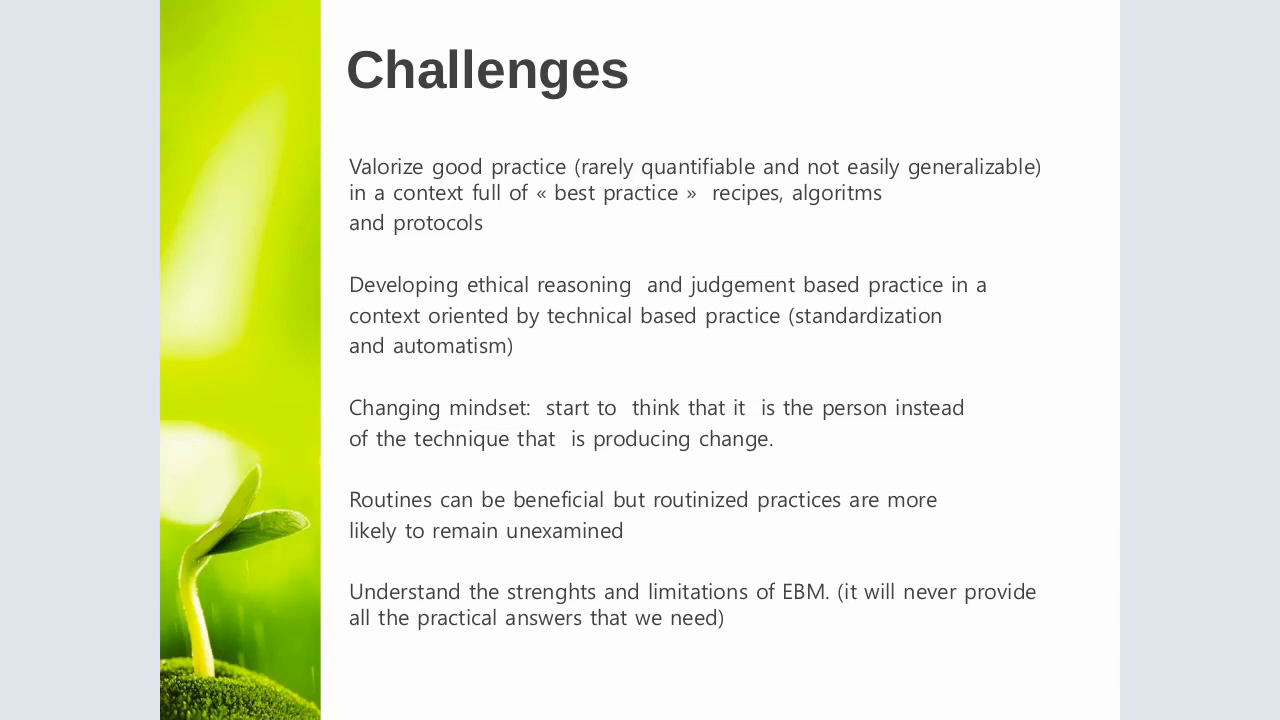 Challenges
Valorize good practice (rarely quantifiable and not easily generalizable)
in a context full of « best practice »  recipes, algoritms
and protocols
Developing ethical reasoning  and judgement based practice in a
context oriented by technical based practice (standardization
and automatism)
Changing mindset:  start to  think that it  is the person instead
of the technique that  is producing change.
Routines can be beneficial but routinized practices are more
likely to remain unexamined
Understand the strenghts and limitations of EBM. (it will never provide
all the practical answers that we need)